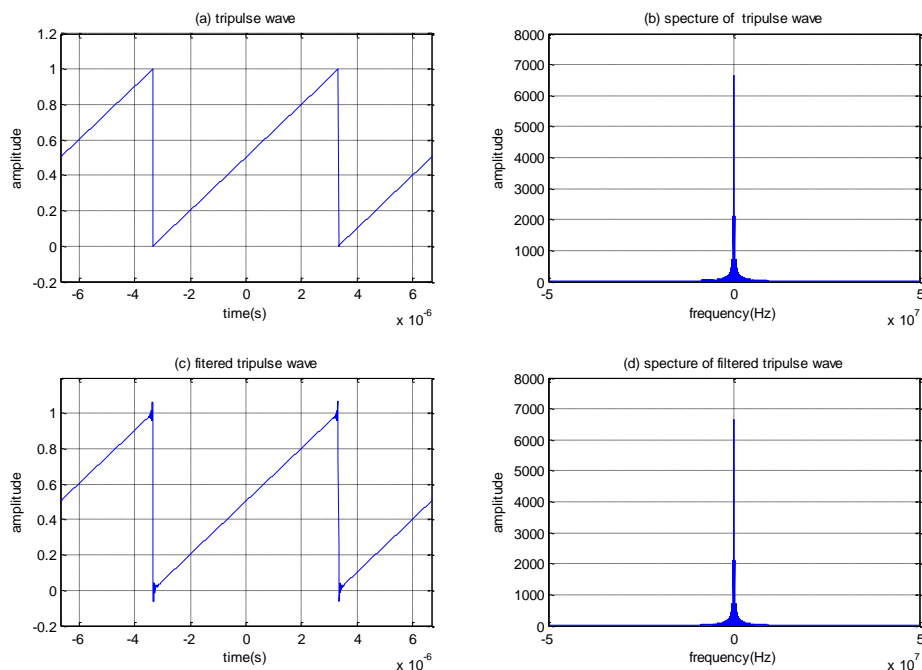 (a) tripulse wave
amplitude
1.2
1
0.8
0.6
0.4
0.2
0
-0.2
-6 -4 -2 0 2 4 6
time(s)
x 10^-6
(b) specture of tripulse wave
amplitude
8000
7000
6000
5000
4000
3000
2000
1000
0
-5 0 5
frequency(Hz)
x 10^7
(c) fitered tripulse wave
amplitude
1
0.8
0.6
0.4
0.2
0
-0.2
-6 -4 -2 0 2 4 6
time(s)
x 10^-6
(d) specture of filtered tripulse wave
amplitude
8000
7000
6000
5000
4000
3000
2000
1000
0
-5 0 5
frequency(Hz)
x 10^7